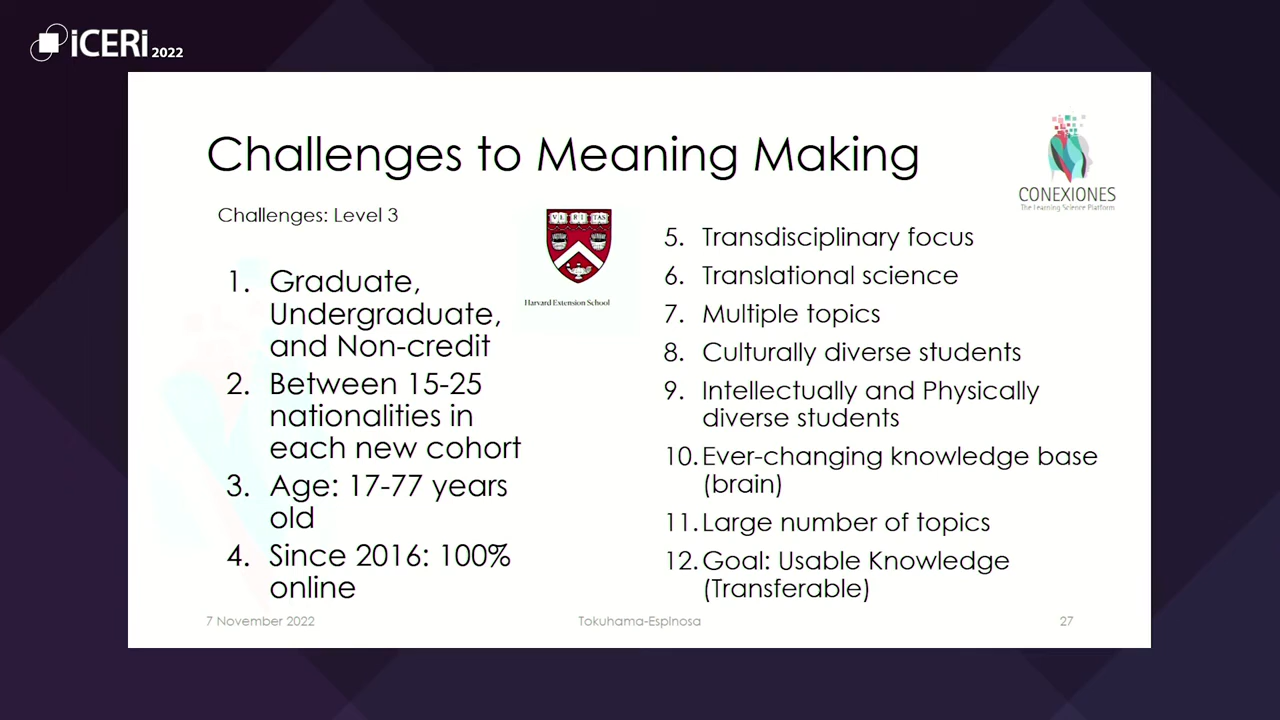 iCERi 2022
Challenges to Meaning Making
CONEXIONES
The Learning Science Platform
Challenges: Level 3
VE RI TAS
Harvard Extension School
1. Graduate,
Undergraduate,
and Non-credit
2. Between 15-25
nationalities in
each new cohort
3. Age: 17-77 years
old
4. Since 2016: 100%
online
5. Transdisciplinary focus
6. Translational science
7. Multiple topics
8. Culturally diverse students
9. Intellectually and Physically
diverse students
10. Ever-changing knowledge base
(brain)
11. Large number of topics
12. Goal: Usable Knowledge
(Transferable)
7 November 2022
Tokuhama-Espinosa
27